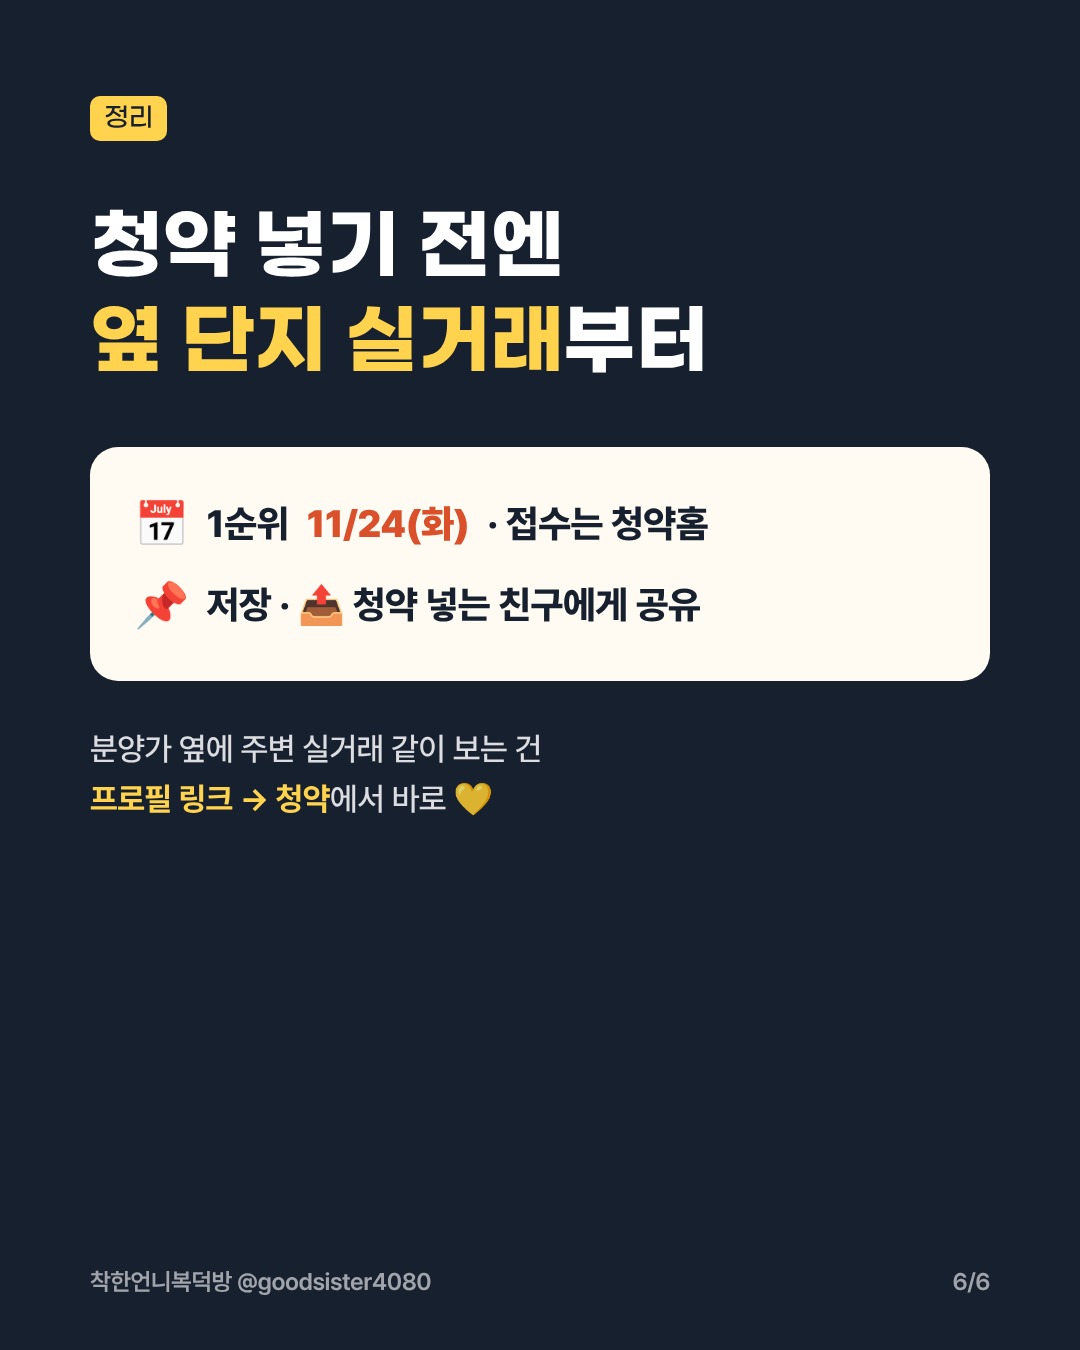 정리
청약 넣기 전엔
옆 단지 실거래부터
📅 1순위 11/24(화) · 접수는 청약홈
📌 저장 · 📤 청약 넣는 친구에게 공유
분양가 옆에 주변 실거래 같이 보는 건
프로필 링크 → 청약에서 바로 💛
착한언니복덕방 @goodsister4080
6/6